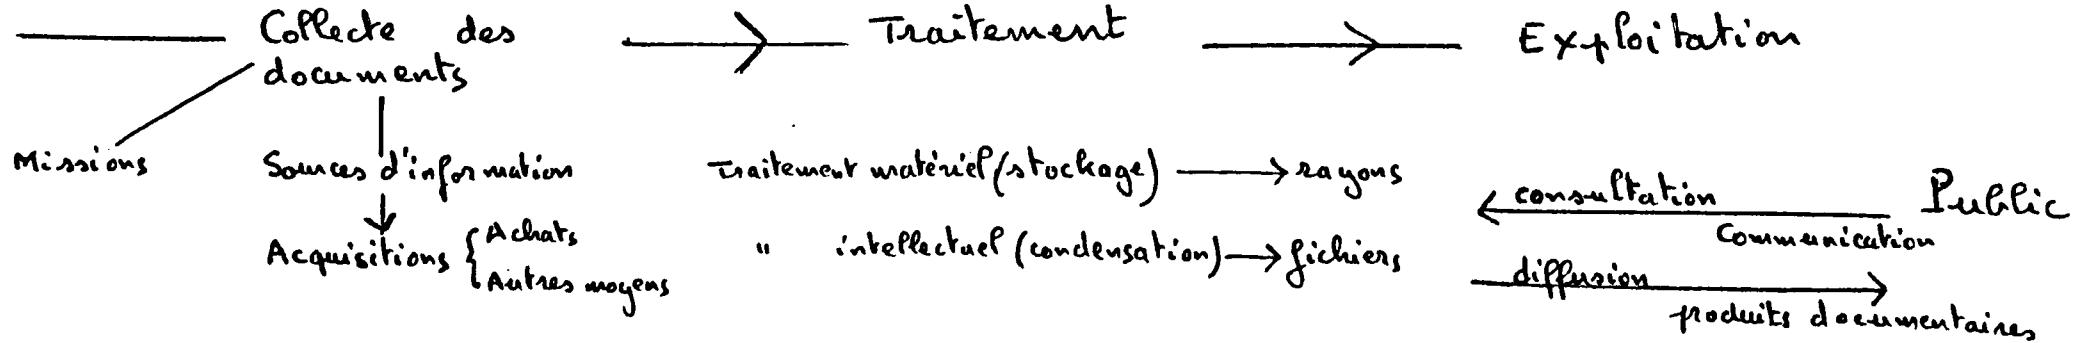 Collecte des documents
Traitement
Exploitation
Missions
Sources d'information
Acquisitions { Achats
Autres moyens
Traitement matériel (stockage) → rayons
" intellectuel (condensation) → fichiers
consultation
Communication
Public
diffusion
produits documentaires